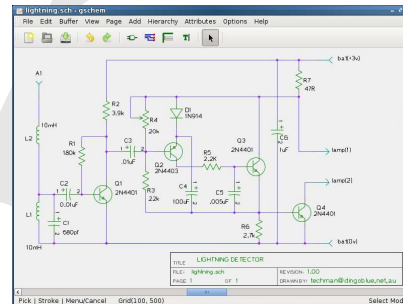 lightning.sch - gschem
File Edit Buffer View Page Add Hierarchy Attributes Options Help
bat(+3v)
A1
10mH
L2
R1
180k
R2
3.9k
C3
.01uF
R4
20k
D1
1N914
Q2
2N4403
R5
2.2K
Q3
2N4401
C6
1uF
R7
47R
lamp(1)
lamp(2)
C2
0.01uF
Q1
2N4401
R3
22k
C4
100uF
C5
.005uF
Q4
2N4401
L1
10mH
C1
680pf
R6
2.7k
bat(0v)
TITLE LIGHTNING DETECTOR
FILE: lightning.sch REVISION: 1.00
PAGE 1 OF 1 DRAWN BY: techman@dingoblue.net.au
Pick | Stroke | Menu/Cancel Grid(100, 500) Select Mod